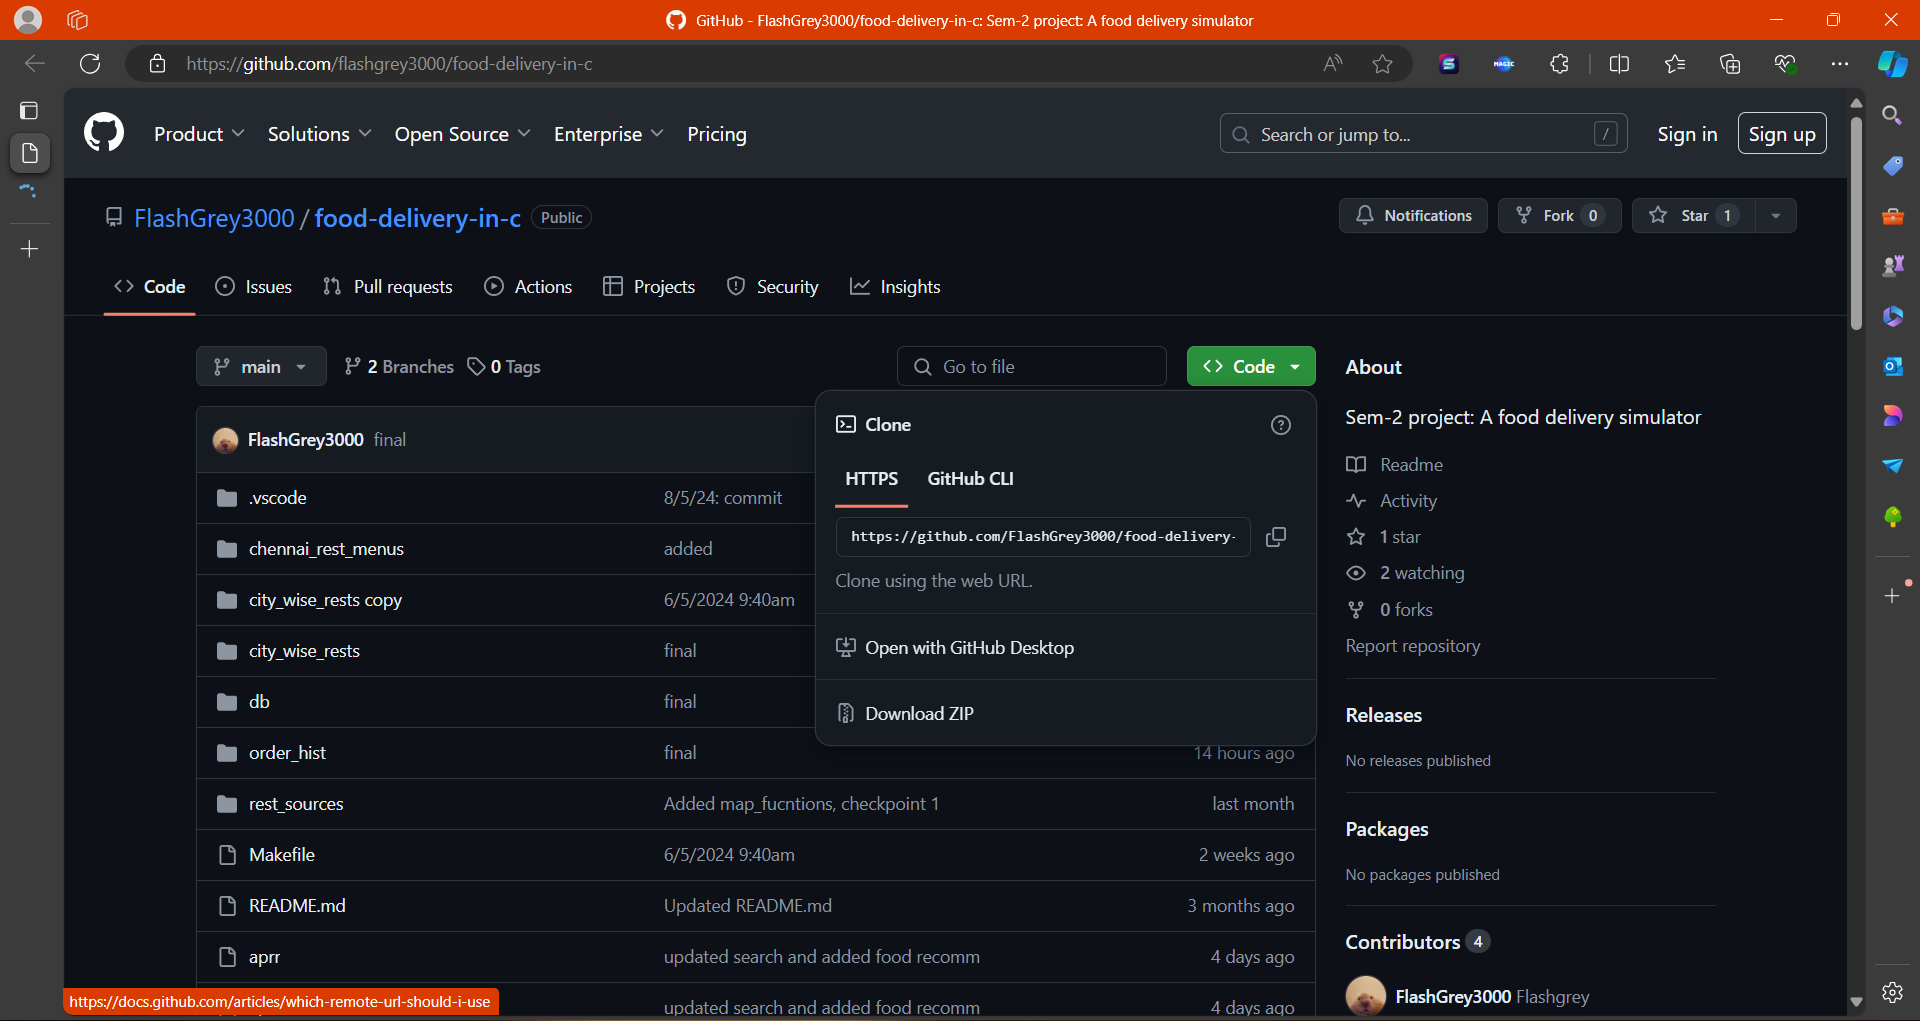 GitHub - FlashGrey3000/food-delivery-in-c: Sem-2 project: A food delivery simulator
https://github.com/flashgrey3000/food-delivery-in-c
MAGIC
Product Solutions Open Source Enterprise Pricing Search or jump to... / Sign in Sign up
FlashGrey3000 / food-delivery-in-c Public Notifications Fork 0 Star 1
Code Issues Pull requests Actions Projects Security Insights
main 2 Branches 0 Tags Go to file Code
FlashGrey3000 final
.vscode 8/5/24: commit
chennai_rest_menus added
city_wise_rests copy 6/5/2024 9:40am
city_wise_rests final
db final
order_hist final 14 hours ago
rest_sources Added map_fucntions, checkpoint 1 last month
Makefile 6/5/2024 9:40am 2 weeks ago
README.md Updated README.md 3 months ago
aprr updated search and added food recomm 4 days ago
updated search and added food recomm 4 days ago
Clone
HTTPS GitHub CLI
https://github.com/FlashGrey3000/food-delivery-
Clone using the web URL.
Open with GitHub Desktop
Download ZIP
About
Sem-2 project: A food delivery simulator
Readme
Activity
1 star
2 watching
0 forks
Report repository
Releases
No releases published
Packages
No packages published
Contributors 4
FlashGrey3000 Flashgrey
https://docs.github.com/articles/which-remote-url-should-i-use